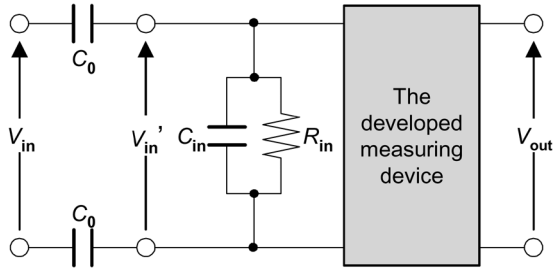 C0
Vin
Vin’
Cin
Rin
The
developed
measuring
device
Vout
C0